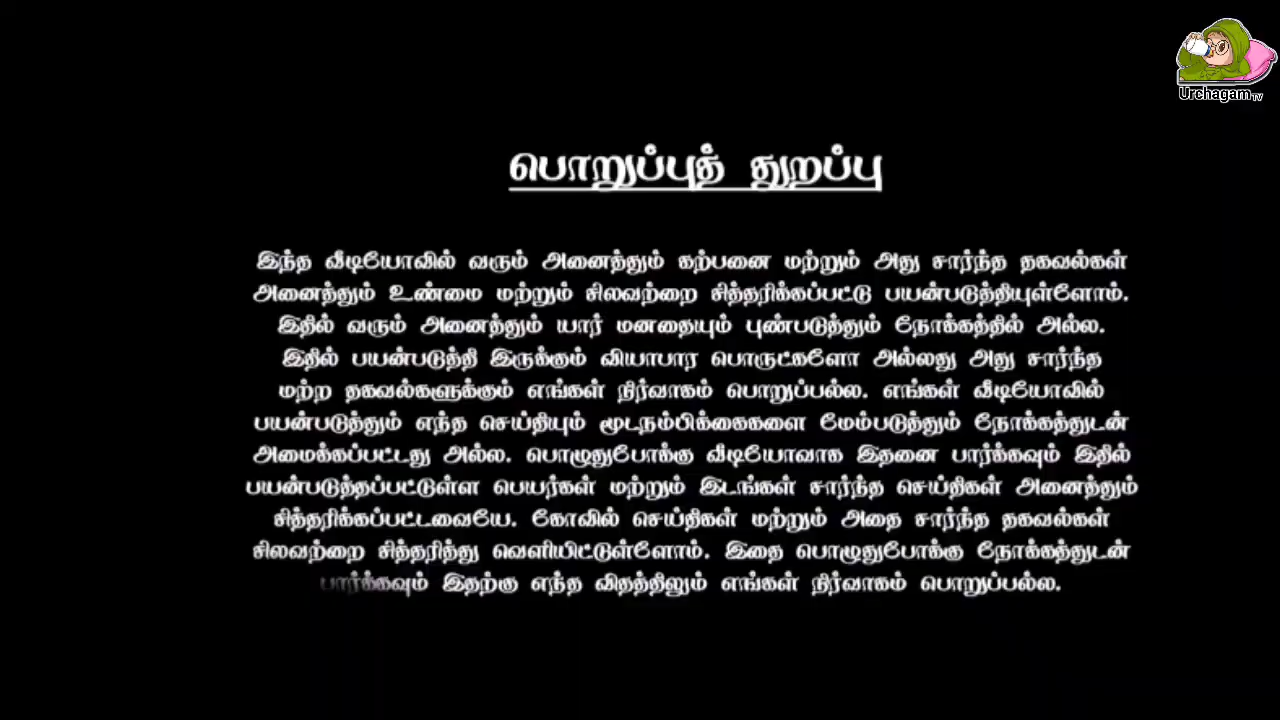 Urchagam TV
பொறுப்புத் துறப்பு
இந்த வீடியோவில் வரும் அனைத்தும் கற்பனை மற்றும் அது சார்ந்த தகவல்கள்
அனைத்தும் உண்மை மற்றும் சிலவற்றை சித்தரிக்கப்பட்டு பயன்படுத்தியுள்ளோம்.
இதில் வரும் அனைத்தும் யார் மனதையும் புண்படுத்தும் நோக்கத்தில் அல்ல.
இதில் பயன்படுத்தி இருக்கும் வியாபார பொருட்களோ அல்லது அது சார்ந்த
மற்ற தகவல்களுக்கும் எங்கள் நிர்வாகம் பொறுப்பல்ல. எங்கள் வீடியோவில்
பயன்படுத்தும் எந்த செய்தியும் மூடநம்பிக்கைகளை மேம்படுத்தும் நோக்கத்துடன்
அமைக்கப்பட்டது அல்ல. பொழுதுபோக்கு வீடியோவாக இதனை பார்க்கவும் இதில்
பயன்படுத்தப்பட்டுள்ள பெயர்கள் மற்றும் இடங்கள் சார்ந்த செய்திகள் அனைத்தும்
சித்தரிக்கப்பட்டவையே. கோவில் செய்திகள் மற்றும் அதை சார்ந்த தகவல்கள்
சிலவற்றை சித்தரித்து வெளியிட்டுள்ளோம். இதை பொழுதுபோக்கு நோக்கத்துடன்
பார்க்கவும் இதற்கு எந்த விதத்திலும் எங்கள் நிர்வாகம் பொறுப்பல்ல.